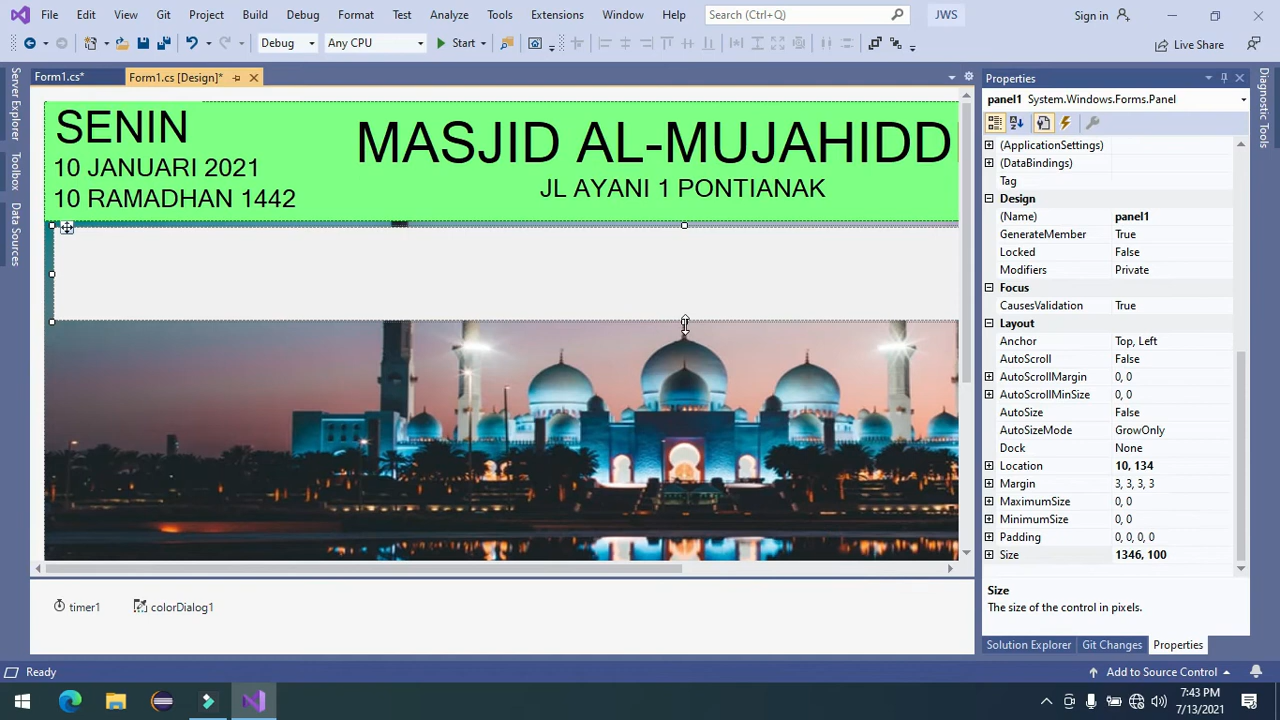 File Edit View Git Project Build Debug Format Test Analyze Tools Extensions Window Help Search (Ctrl+Q) JWS Sign in
Debug Any CPU Start Live Share
Server Explorer
Toolbox
Data Sources
Form1.cs* Form1.cs [Design]*
SENIN
10 JANUARI 2021
10 RAMADHAN 1442
MASJID AL-MUJAHIDD
JL AYANI 1 PONTIANAK
timer1 colorDialog1
Properties
panel1 System.Windows.Forms.Panel
(ApplicationSettings)
(DataBindings)
Tag
Design
(Name) panel1
GenerateMember True
Locked False
Modifiers Private
Focus
CausesValidation True
Layout
Anchor Top, Left
AutoScroll False
AutoScrollMargin 0, 0
AutoScrollMinSize 0, 0
AutoSize False
AutoSizeMode GrowOnly
Dock None
Location 10, 134
Margin 3, 3, 3, 3
MaximumSize 0, 0
MinimumSize 0, 0
Padding 0, 0, 0, 0
Size 1346, 100
Size
The size of the control in pixels.
Solution Explorer Git Changes Properties
Diagnostic Tools
Ready Add to Source Control
7:43 PM
7/13/2021